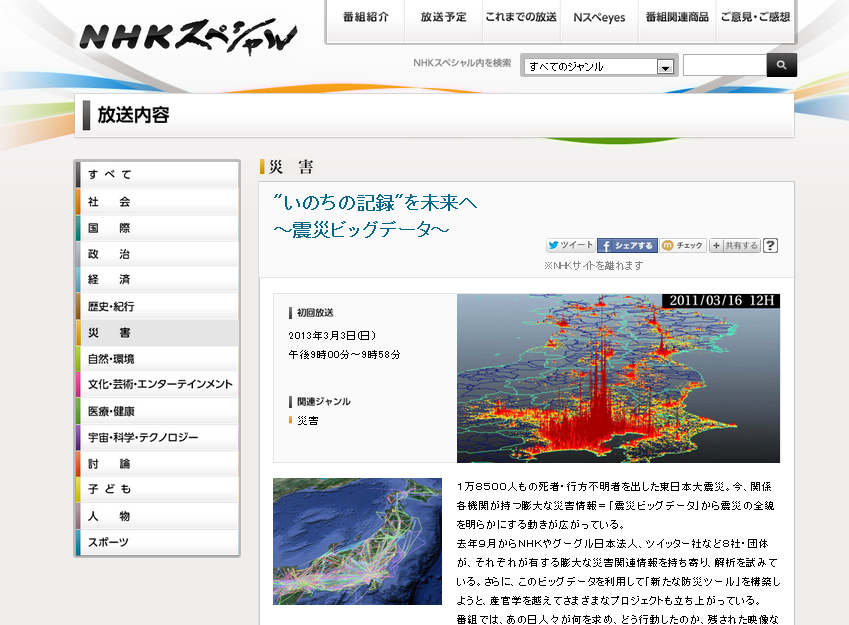 NHKスペシャル
番組紹介
放送予定
これまでの放送
Nスペeyes
番組関連商品
ご意見・ご感想
NHKスペシャル内を検索
すべてのジャンル
放送内容
すべて
社　会
国　際
政　治
経　済
歴史・紀行
災　害
自然・環境
文化・芸術・エンターテインメント
医療・健康
宇宙・科学・テクノロジー
討　論
子ども
人　物
スポーツ
災　害
"いのちの記録"を未来へ
～震災ビッグデータ～
ツイート
シェアする
チェック
共有する
?
※NHKサイトを離れます
初回放送
2013年3月3日(日)
午後9時00分～9時58分
関連ジャンル
災害
2011/03/16 12H
1万8500人もの死者・行方不明者を出した東日本大震災。今、関係
各機関が持つ膨大な災害情報＝「震災ビッグデータ」から震災の全貌
を明らかにする動きが広がっている。
去年9月からNHKやグーグル日本法人、ツイッター社など8社・団体
が、それぞれが有する膨大な災害関連情報を持ち寄り、解析を試みて
いる。さらに、このビッグデータを利用して「新たな防災ツール」を構築し
ようと、産官学を越えてさまざまなプロジェクトも立ち上がっている。
番組では、あの日人々が何を求め、どう行動したのか、残された映像な